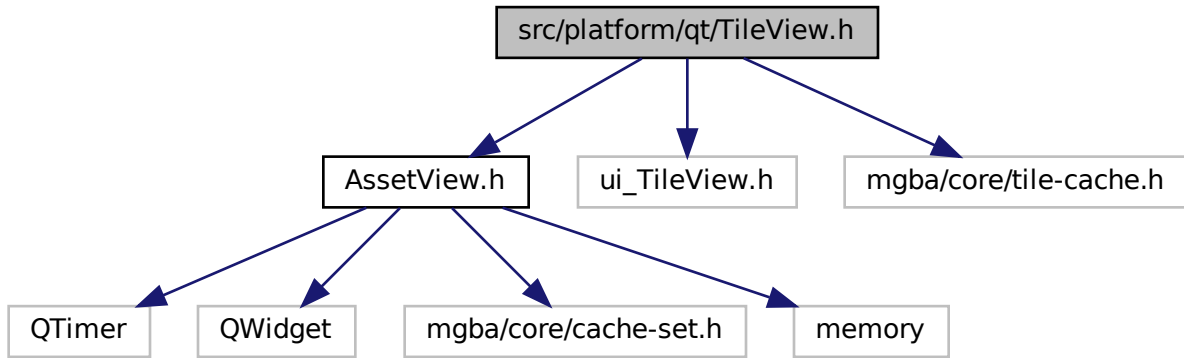 src/platform/qt/TileView.h
AssetView.h
ui_TileView.h
mgba/core/tile-cache.h
QTimer
QWidget
mgba/core/cache-set.h
memory